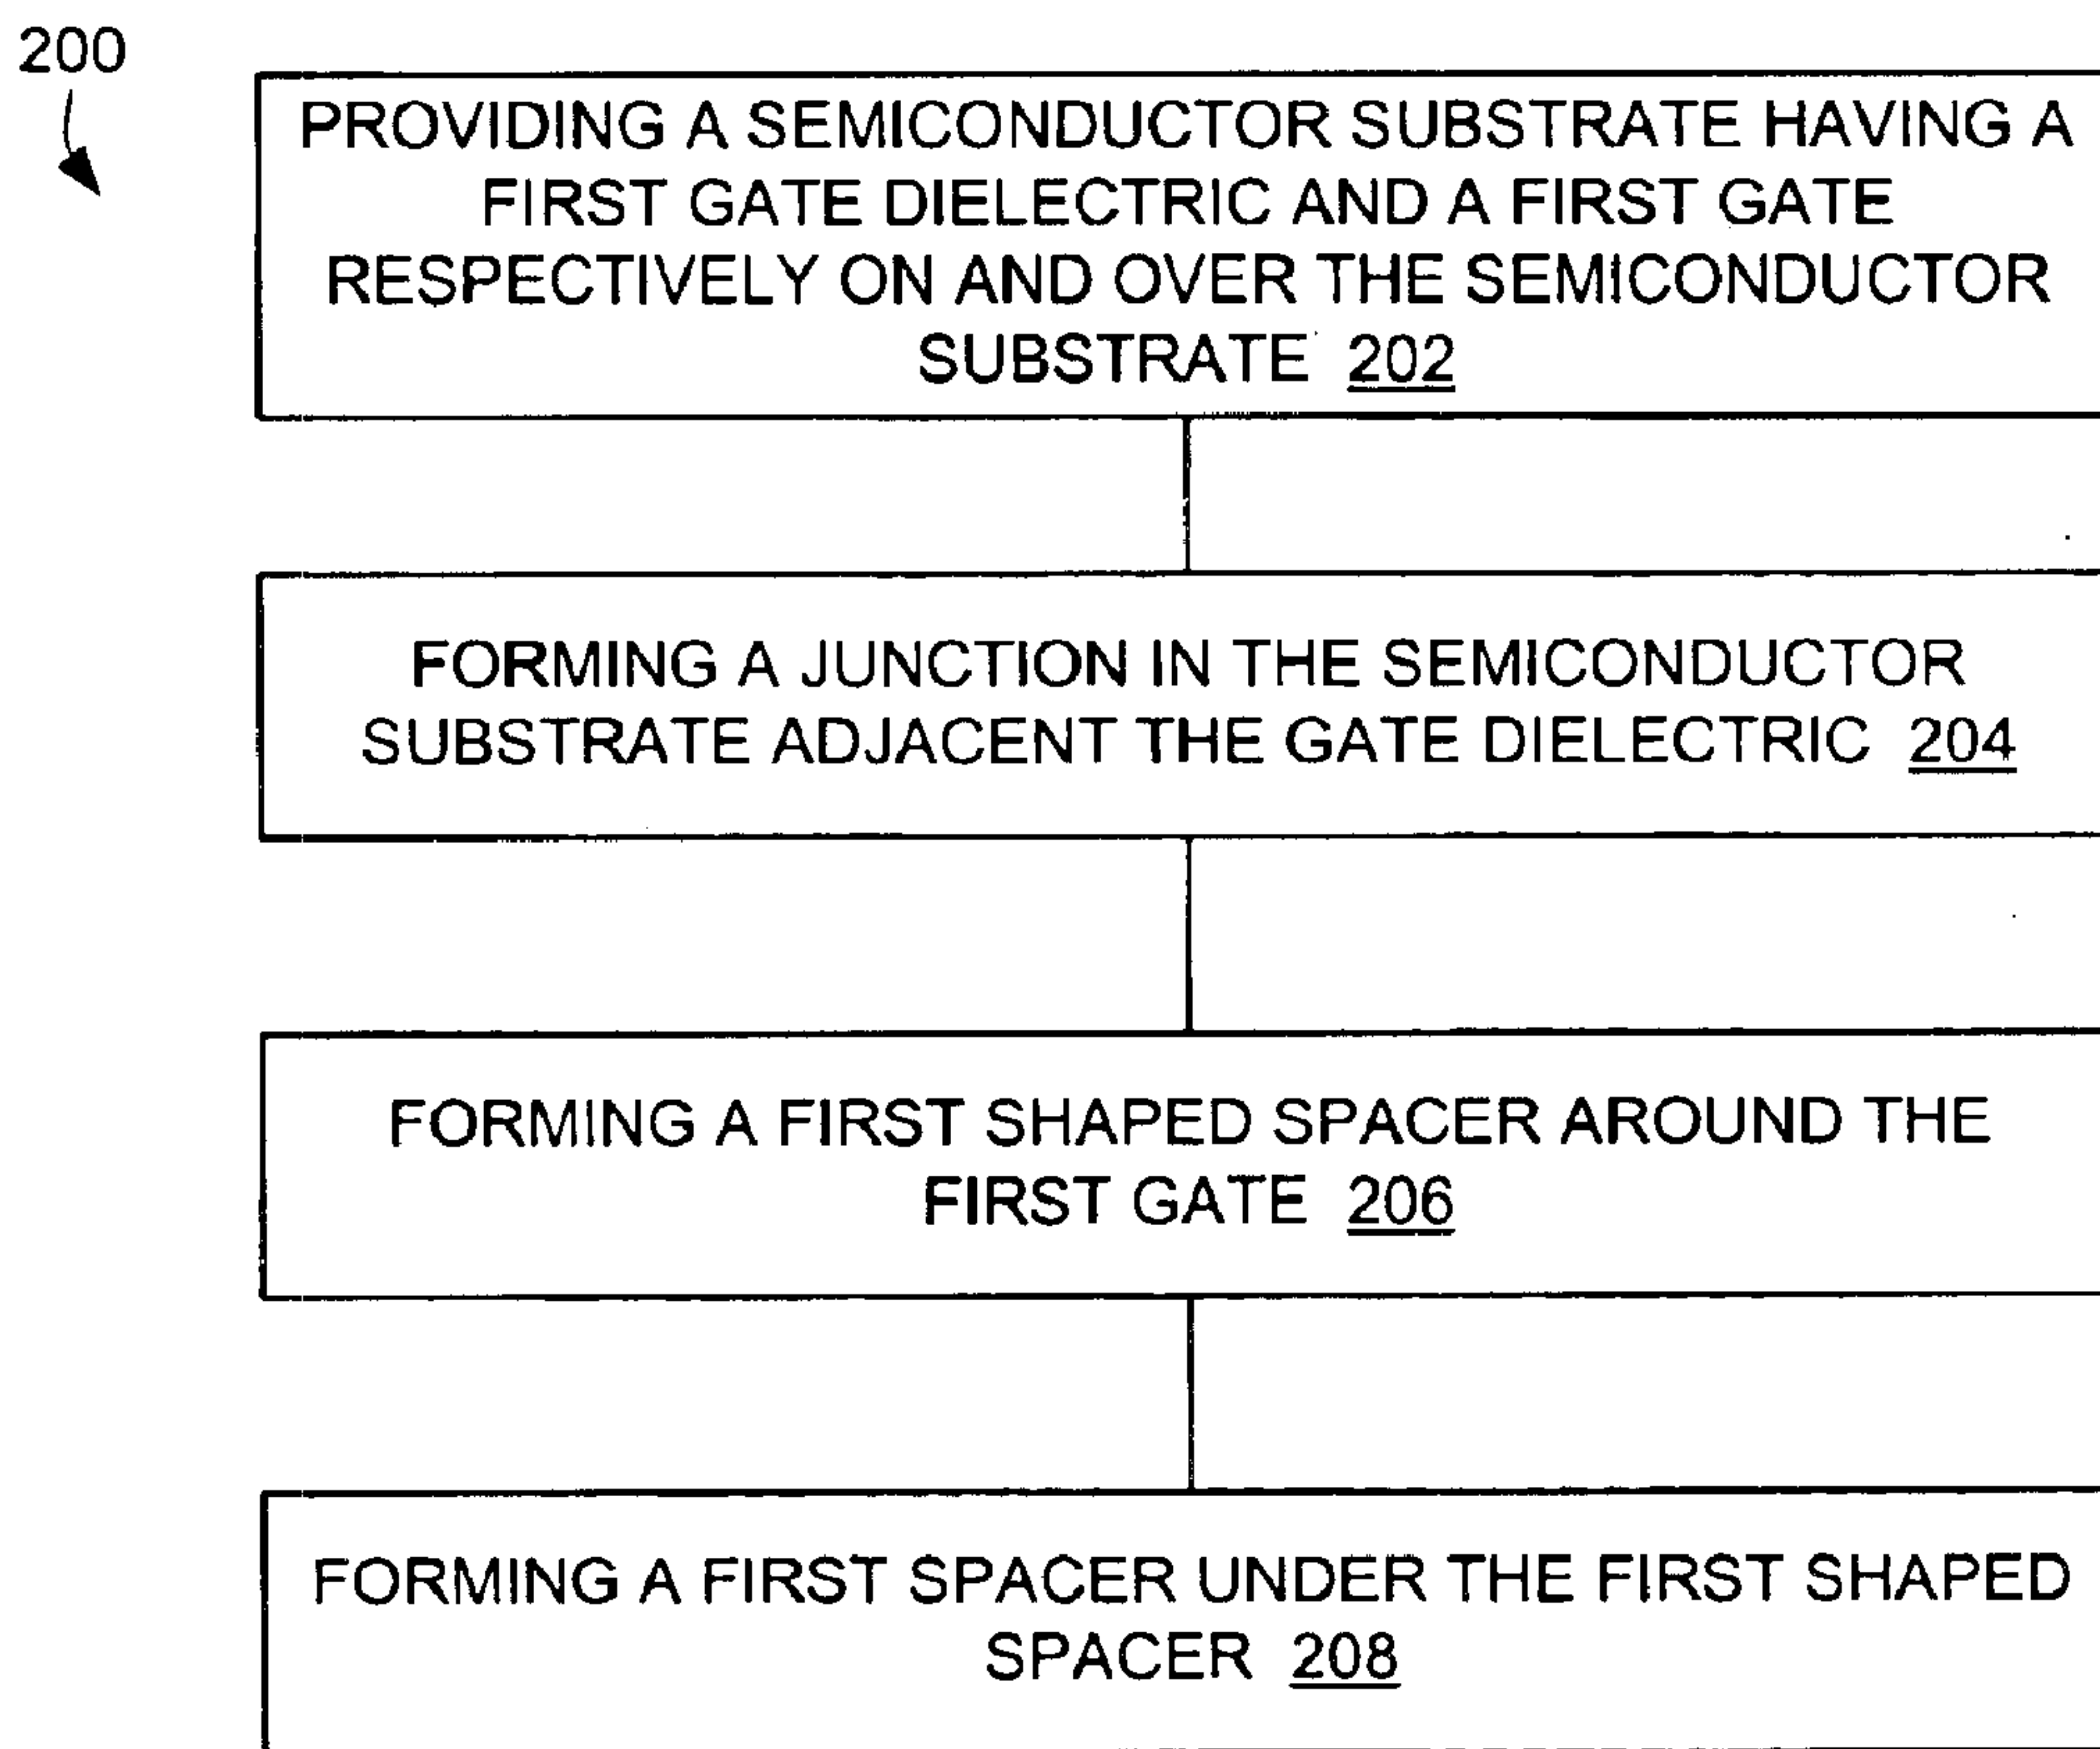 200
PROVIDING A SEMICONDUCTOR SUBSTRATE HAVING A
FIRST GATE DIELECTRIC AND A FIRST GATE
RESPECTIVELY ON AND OVER THE SEMICONDUCTOR
SUBSTRATE 202
FORMING A JUNCTION IN THE SEMICONDUCTOR
SUBSTRATE ADJACENT THE GATE DIELECTRIC 204
FORMING A FIRST SHAPED SPACER AROUND THE
FIRST GATE 206
FORMING A FIRST SPACER UNDER THE FIRST SHAPED
SPACER 208